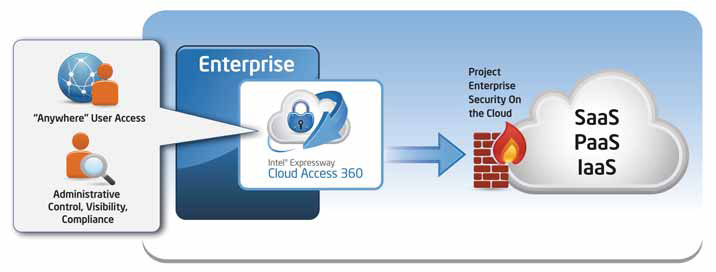 "Anywhere" User Access
Administrative
Control, Visibility,
Compliance
Enterprise
Intel® Expressway
Cloud Access 360
Project
Enterprise
Security On
the Cloud
SaaS
PaaS
IaaS